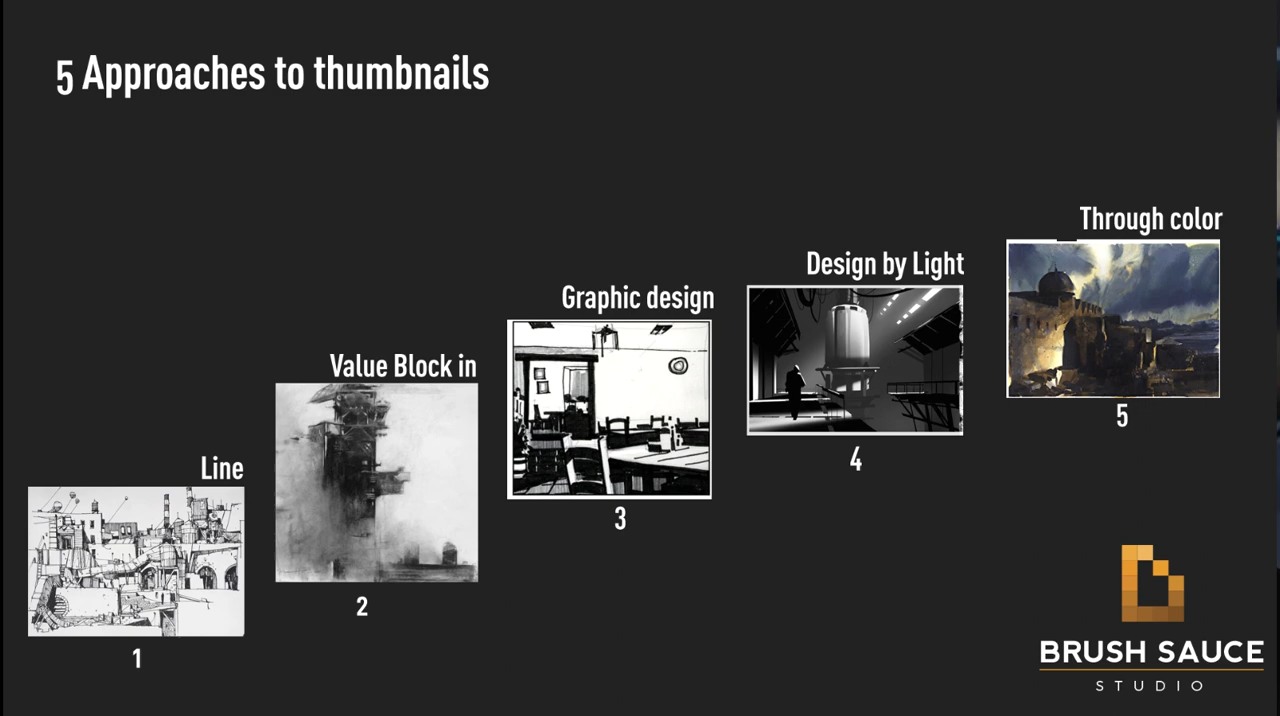 5 Approaches to thumbnails
Line
1
Value Block in
2
Graphic design
3
Design by Light
4
Through color
5
BRUSH SAUCE
STUDIO